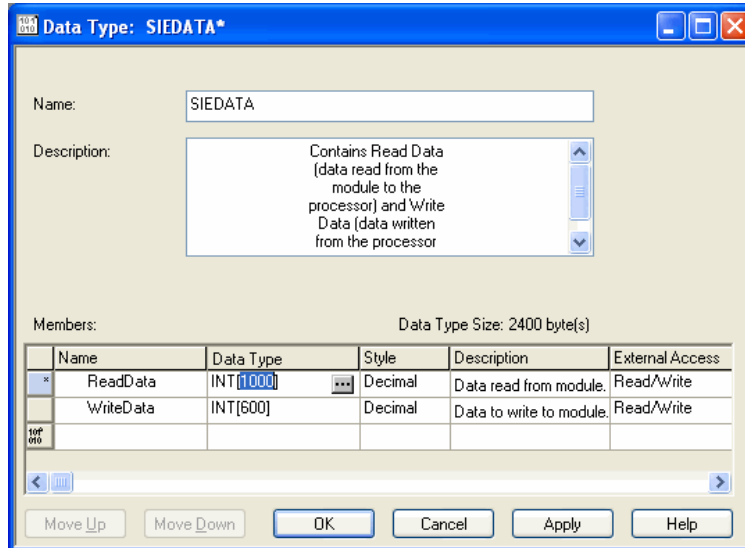 Data Type: SIEDATA*
Name: SIEDATA
Description: Contains Read Data
(data read from the
module to the
processor) and Write
Data (data written
from the processor
Members: Data Type Size: 2400 byte(s)
Name Data Type Style Description External Access
* ReadData INT[1000] ... Decimal Data read from module. Read/Write
WriteData INT[600] Decimal Data to write to module. Read/Write
Move Up Move Down OK Cancel Apply Help